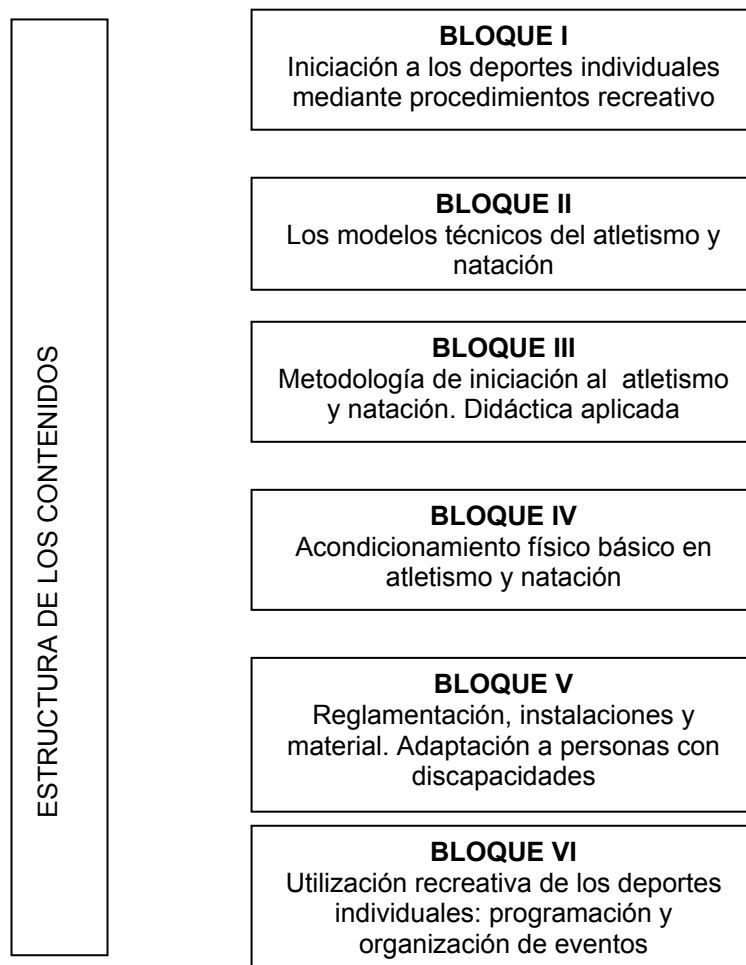 ESTRUCTURA DE LOS CONTENIDOS
BLOQUE I
Iniciación a los deportes individuales
mediante procedimientos recreativo
BLOQUE II
Los modelos técnicos del atletismo y
natación
BLOQUE III
Metodología de iniciación al  atletismo
y natación. Didáctica aplicada
BLOQUE IV
Acondicionamiento físico básico en
atletismo y natación
BLOQUE V
Reglamentación, instalaciones y
material. Adaptación a personas con
discapacidades
BLOQUE VI
Utilización recreativa de los deportes
individuales: programación y
organización de eventos